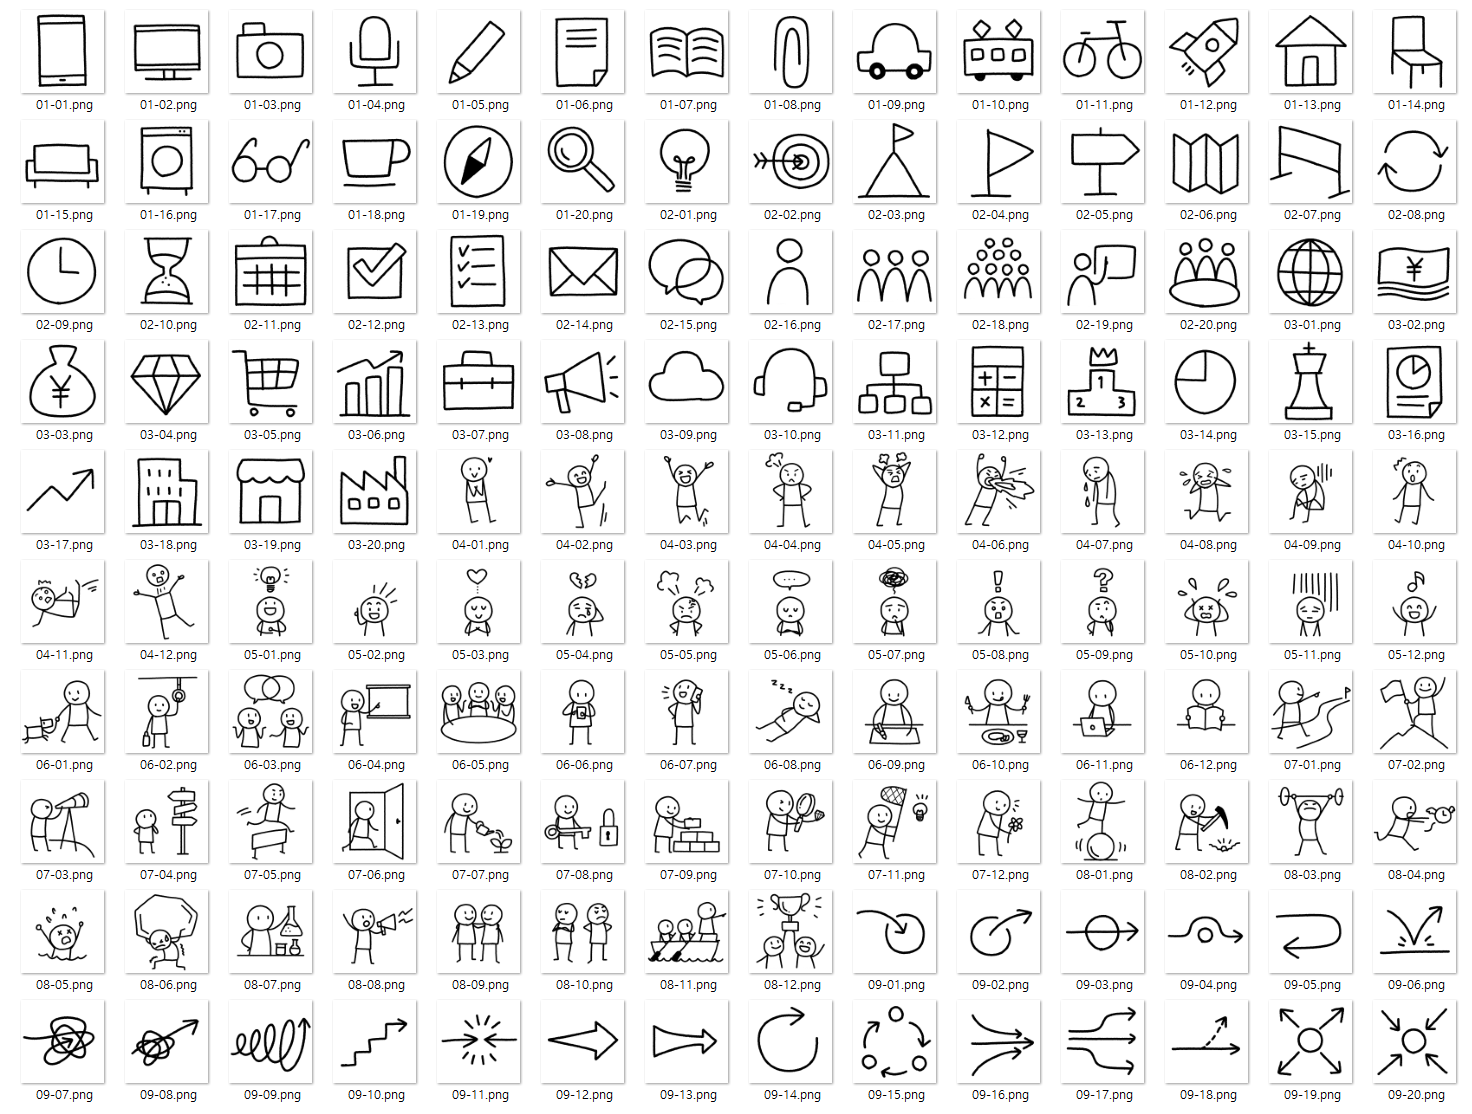 01-01.png 01-02.png 01-03.png 01-04.png 01-05.png 01-06.png 01-07.png 01-08.png 01-09.png 01-10.png 01-11.png 01-12.png 01-13.png 01-14.png
01-15.png 01-16.png 01-17.png 01-18.png 01-19.png 01-20.png 02-01.png 02-02.png 02-03.png 02-04.png 02-05.png 02-06.png 02-07.png 02-08.png
¥
02-09.png 02-10.png 02-11.png 02-12.png 02-13.png 02-14.png 02-15.png 02-16.png 02-17.png 02-18.png 02-19.png 02-20.png 03-01.png 03-02.png
¥ + - × = 1 2 3
03-03.png 03-04.png 03-05.png 03-06.png 03-07.png 03-08.png 03-09.png 03-10.png 03-11.png 03-12.png 03-13.png 03-14.png 03-15.png 03-16.png
03-17.png 03-18.png 03-19.png 03-20.png 04-01.png 04-02.png 04-03.png 04-04.png 04-05.png 04-06.png 04-07.png 04-08.png 04-09.png 04-10.png
... ! ?
04-11.png 04-12.png 05-01.png 05-02.png 05-03.png 05-04.png 05-05.png 05-06.png 05-07.png 05-08.png 05-09.png 05-10.png 05-11.png 05-12.png
z z z
06-01.png 06-02.png 06-03.png 06-04.png 06-05.png 06-06.png 06-07.png 06-08.png 06-09.png 06-10.png 06-11.png 06-12.png 07-01.png 07-02.png
07-03.png 07-04.png 07-05.png 07-06.png 07-07.png 07-08.png 07-09.png 07-10.png 07-11.png 07-12.png 08-01.png 08-02.png 08-03.png 08-04.png
08-05.png 08-06.png 08-07.png 08-08.png 08-09.png 08-10.png 08-11.png 08-12.png 09-01.png 09-02.png 09-03.png 09-04.png 09-05.png 09-06.png
09-07.png 09-08.png 09-09.png 09-10.png 09-11.png 09-12.png 09-13.png 09-14.png 09-15.png 09-16.png 09-17.png 09-18.png 09-19.png 09-20.png